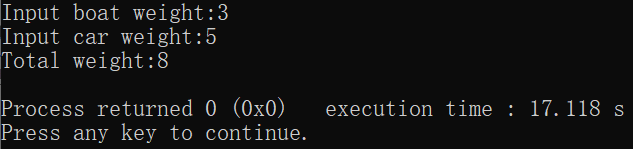 Input boat weight:3
Input car weight:5
Total weight:8
Process returned 0 (0x0)   execution time : 17.118 s
Press any key to continue.